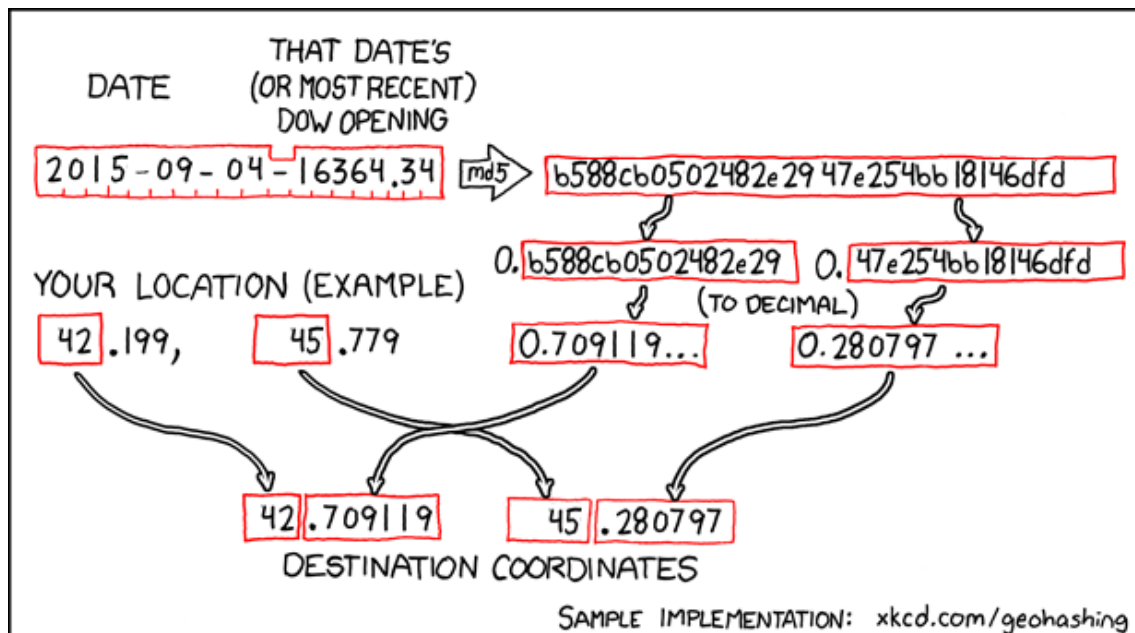 DATE
THAT DATE'S
(OR MOST RECENT)
DOW OPENING
2015-09-04-16364.34
md5
b588cb0502482e29 47e254bb18146dfd
0. b588cb0502482e29 0. 47e254bb18146dfd
YOUR LOCATION (EXAMPLE)
(TO DECIMAL)
42.199, 45.779
0.709119... 0.280797 ...
42.709119 45.280797
DESTINATION COORDINATES
SAMPLE IMPLEMENTATION: xkcd.com/geohashing